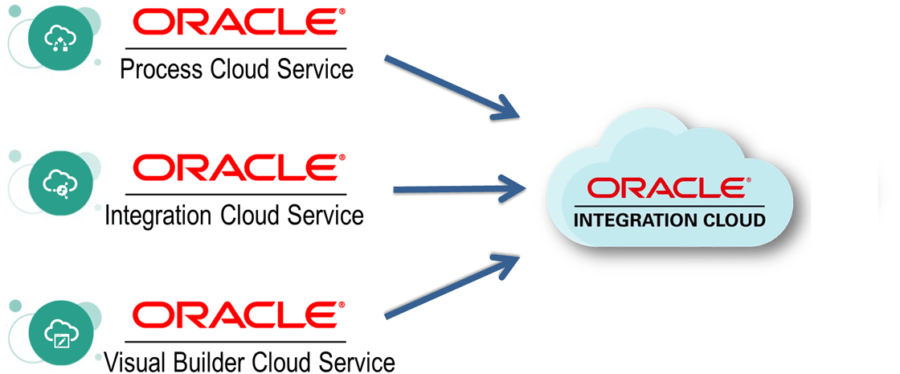 ORACLE®
Process Cloud Service
ORACLE®
Integration Cloud Service
ORACLE®
Visual Builder Cloud Service
ORACLE®
INTEGRATION CLOUD